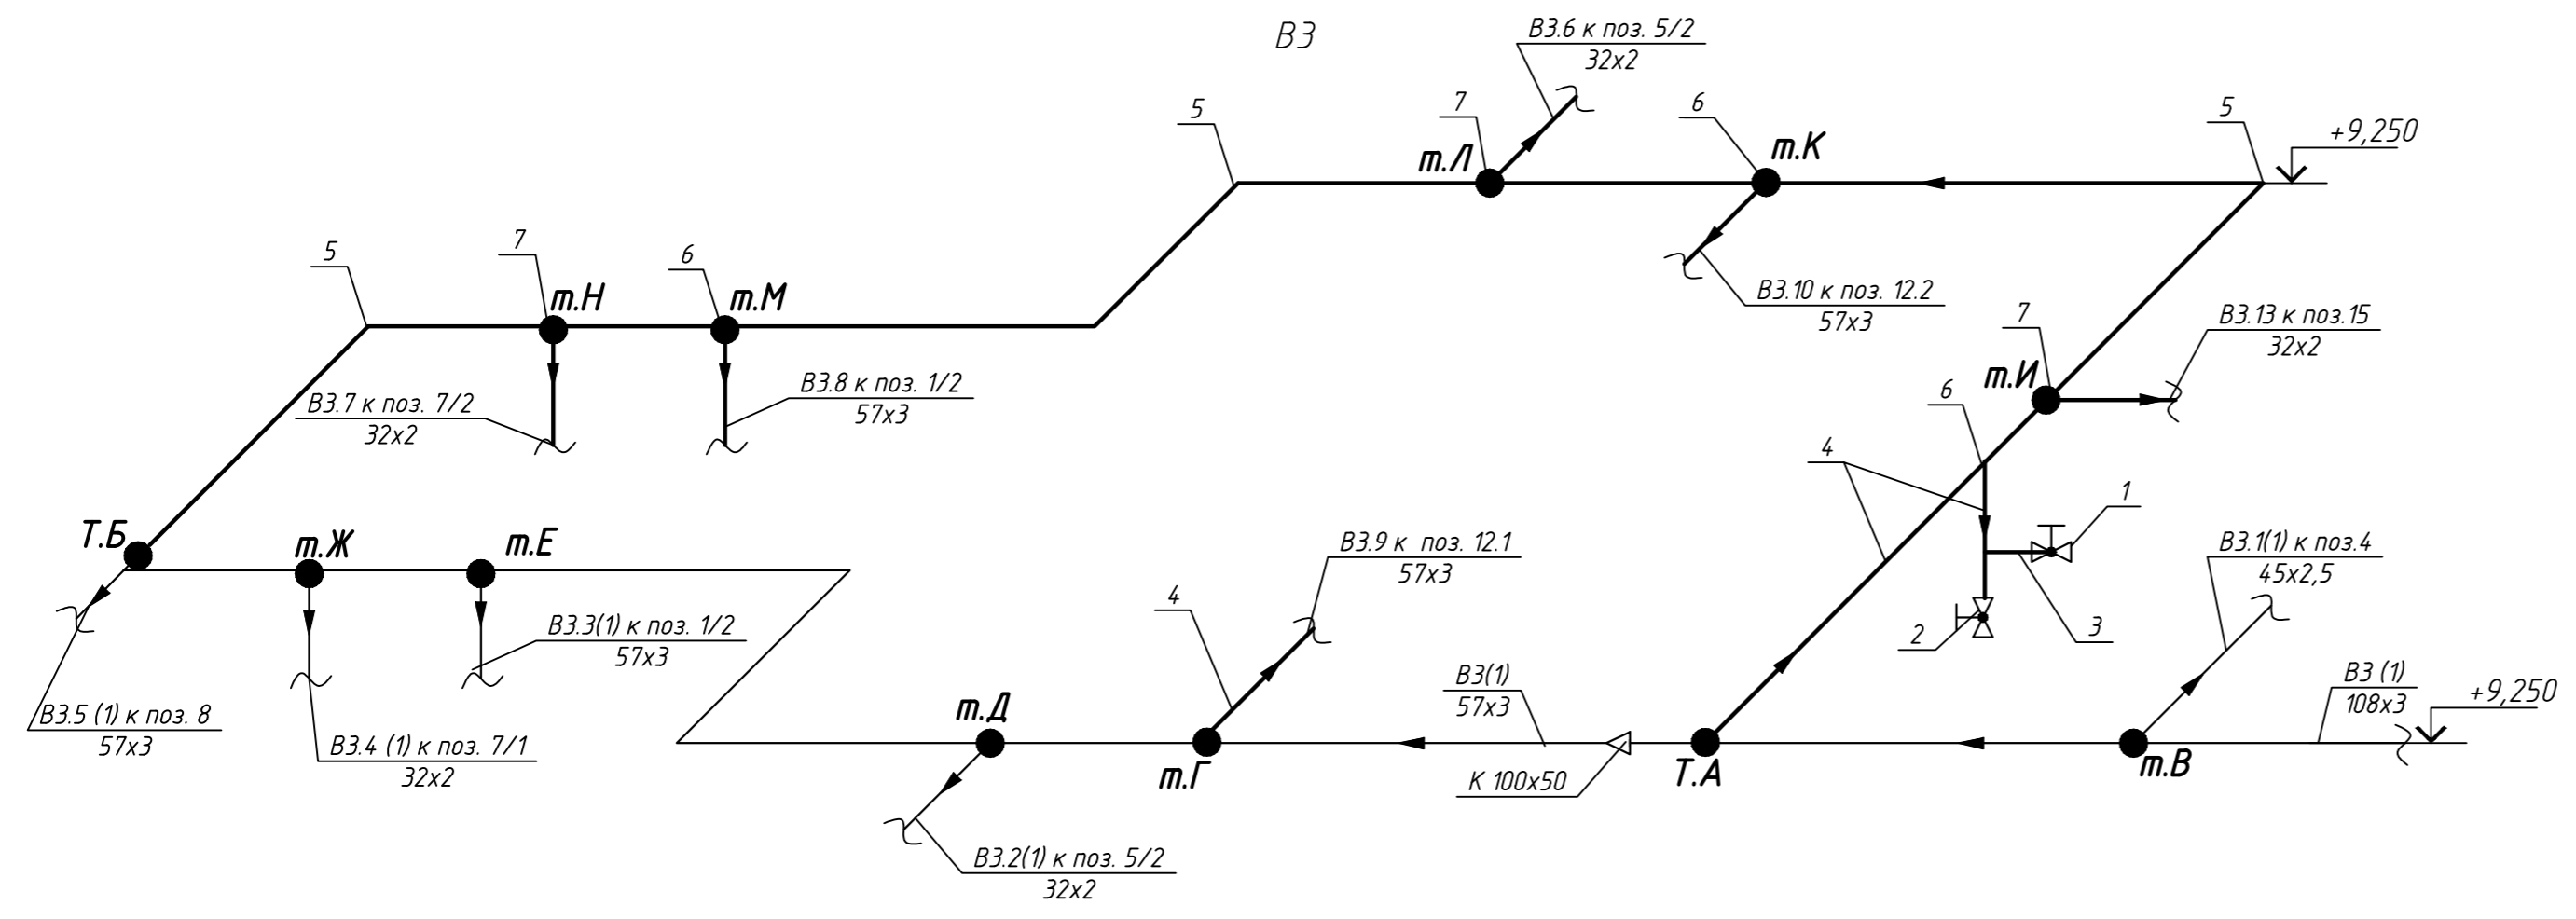 В3
В3.6 к поз. 5/2
32х2
5
7
6
5
+9,250
т.Л
т.К
5
7
6
т.Н
т.М
В3.10 к поз. 12.2
57х3
7
В3.13 к поз.15
32х2
т.И
6
В3.7 к поз. 7/2
32х2
В3.8 к поз. 1/2
57х3
4
1
Т.Б
т.Ж
т.Е
В3.9 к поз. 12.1
57х3
В3.1(1) к поз.4
45х2,5
4
2
3
В3.3(1) к поз. 1/2
57х3
В3.5 (1) к поз. 8
57х3
В3.4 (1) к поз. 7/1
32х2
т.Д
В3(1)
57х3
В3 (1)
108х3
+9,250
т.Г
К 100х50
Т.А
т.В
В3.2(1) к поз. 5/2
32х2